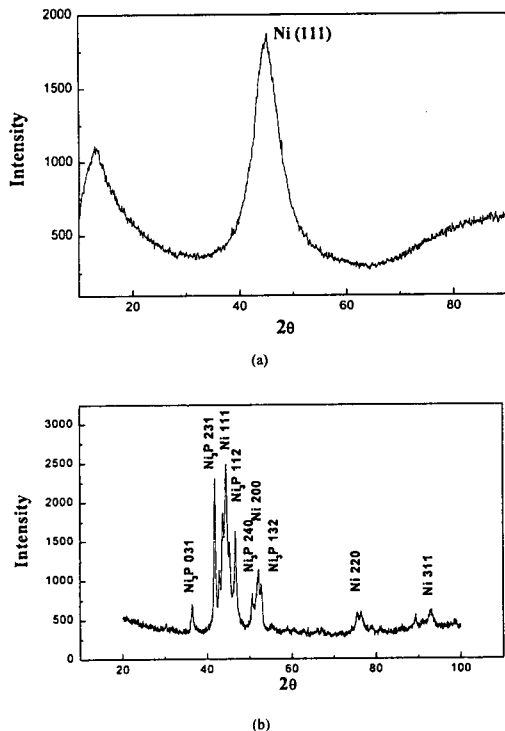 2000
1500
1000
500
Intensity
Ni (111)
20
40
60
80
2θ
(a)
3000
2500
2000
1500
1000
500
0
Intensity
Ni₃P 031
Ni₃P 231
Ni 111
Ni₃P 112
Ni₃P 240
Ni 200
Ni₃P 132
Ni 220
Ni 311
20
40
60
80
100
2θ
(b)